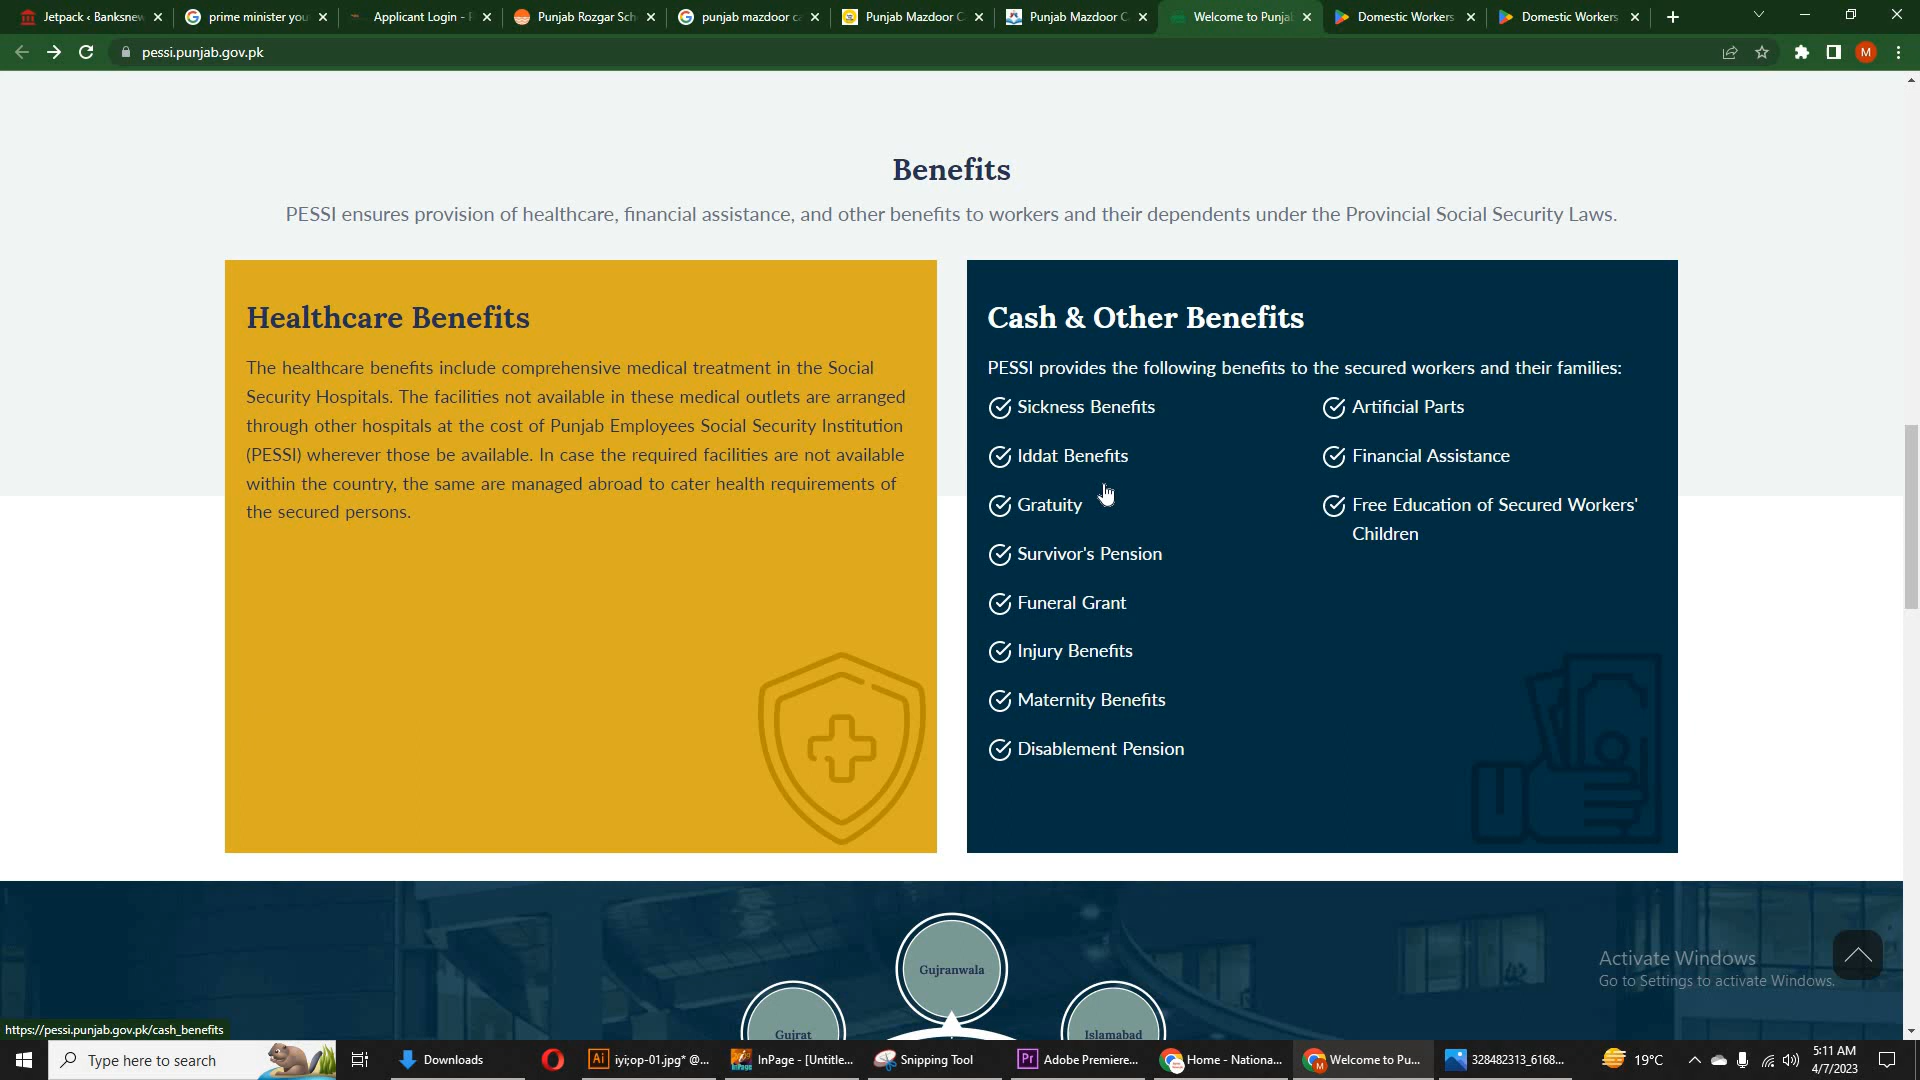 Jetpack ‹ Banksnew
prime minister you
Applicant Login - P
Punjab Rozgar Sch
punjab mazdoor ca
Punjab Mazdoor C
Punjab Mazdoor C
Welcome to Punja
Domestic Workers
Domestic Workers
pessi.punjab.gov.pk
M
Benefits
PESSI ensures provision of healthcare, financial assistance, and other benefits to workers and their dependents under the Provincial Social Security Laws.
Healthcare Benefits
The healthcare benefits include comprehensive medical treatment in the Social
Security Hospitals. The facilities not available in these medical outlets are arranged
through other hospitals at the cost of Punjab Employees Social Security Institution
(PESSI) wherever those be available. In case the required facilities are not available
within the country, the same are managed abroad to cater health requirements of
the secured persons.
Cash & Other Benefits
PESSI provides the following benefits to the secured workers and their families:
Sickness Benefits
Iddat Benefits
Gratuity
Survivor's Pension
Funeral Grant
Injury Benefits
Maternity Benefits
Disablement Pension
Artificial Parts
Financial Assistance
Free Education of Secured Workers'
Children
Gujranwala
Gujrat
Islamabad
Activate Windows
Go to Settings to activate Windows.
https://pessi.punjab.gov.pk/cash_benefits
Type here to search
Downloads
iyi;op-01.jpg* @...
InPage - [Untitle...
Snipping Tool
Adobe Premiere...
Home - Nationa...
Welcome to Pu...
328482313_6168...
19°C
5:11 AM
4/7/2023